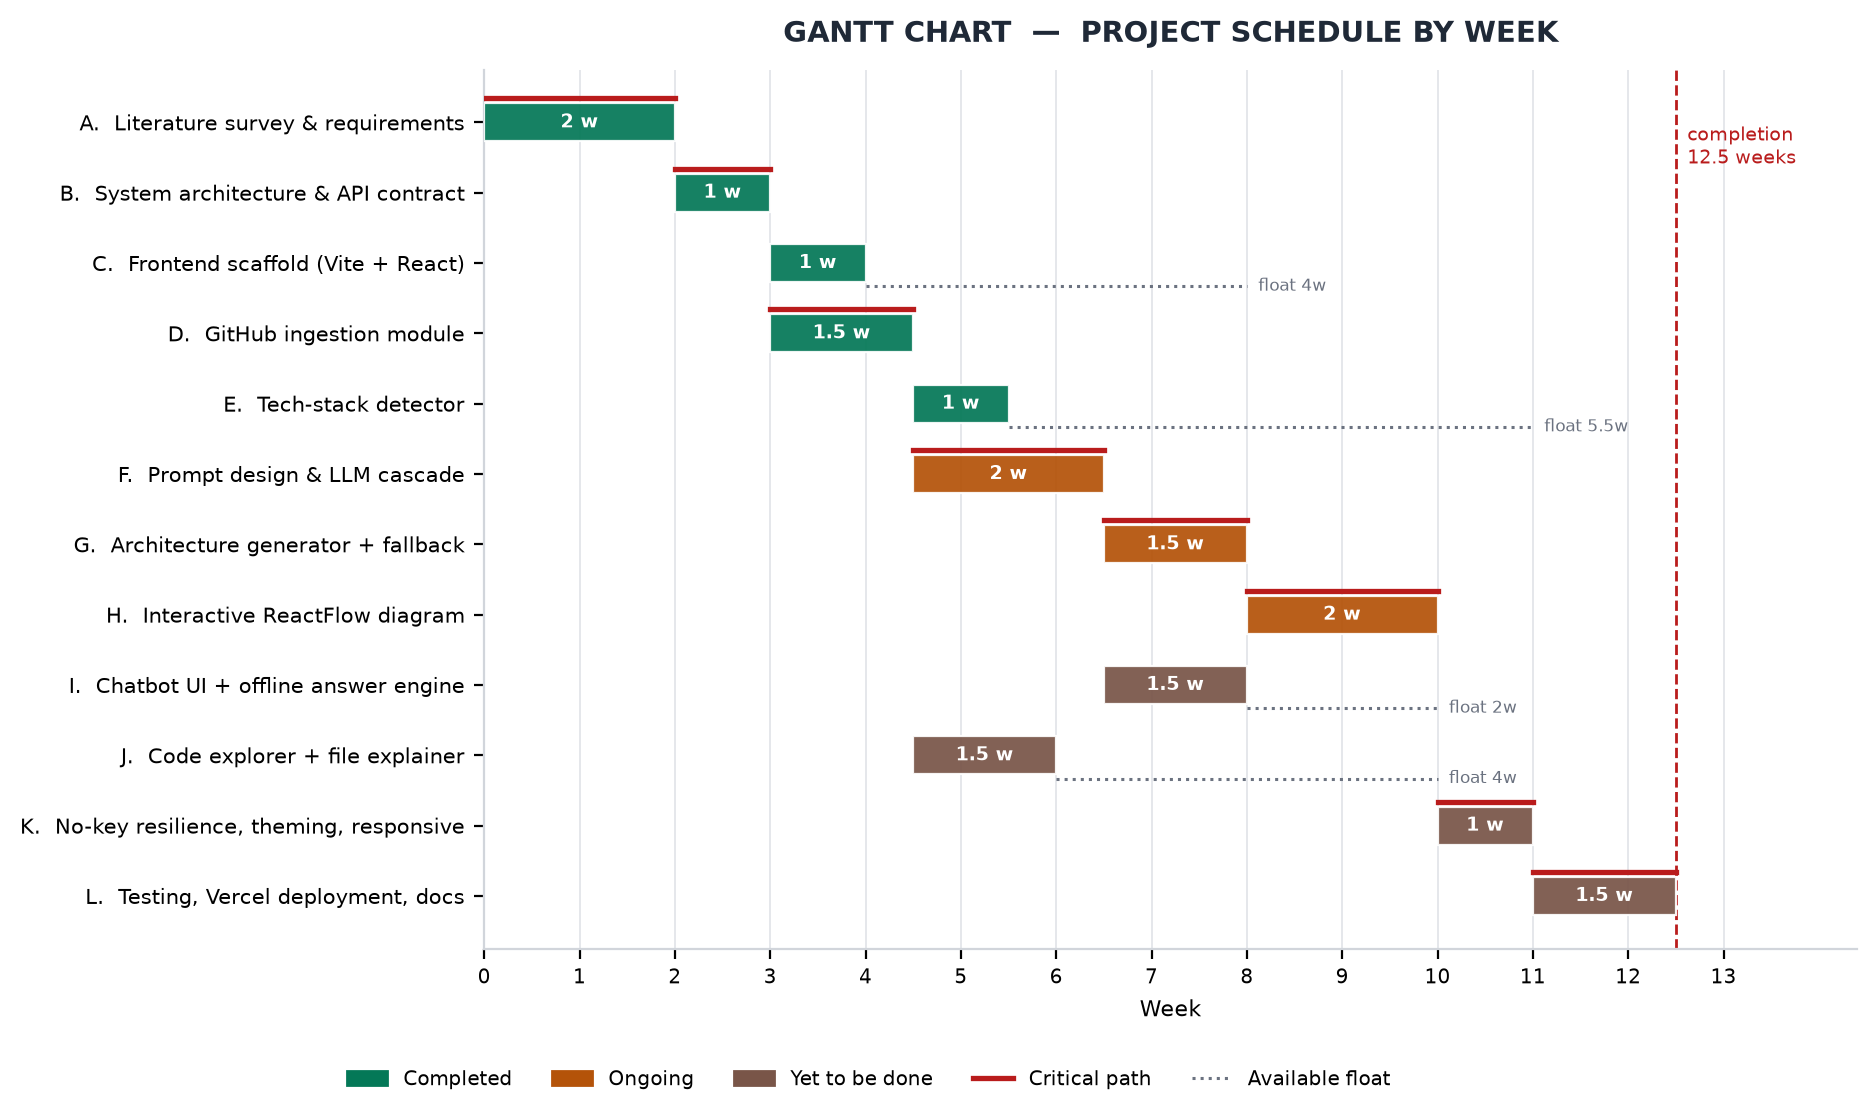 GANTT CHART — PROJECT SCHEDULE BY WEEK
A. Literature survey & requirements
2 w
completion
12.5 weeks
B. System architecture & API contract
1 w
C. Frontend scaffold (Vite + React)
1 w
float 4w
D. GitHub ingestion module
1.5 w
E. Tech-stack detector
1 w
float 5.5w
F. Prompt design & LLM cascade
2 w
G. Architecture generator + fallback
1.5 w
H. Interactive ReactFlow diagram
2 w
I. Chatbot UI + offline answer engine
1.5 w
float 2w
J. Code explorer + file explainer
1.5 w
float 4w
K. No-key resilience, theming, responsive
1 w
L. Testing, Vercel deployment, docs
1.5 w
0 1 2 3 4 5 6 7 8 9 10 11 12 13
Week
Completed Ongoing Yet to be done Critical path Available float